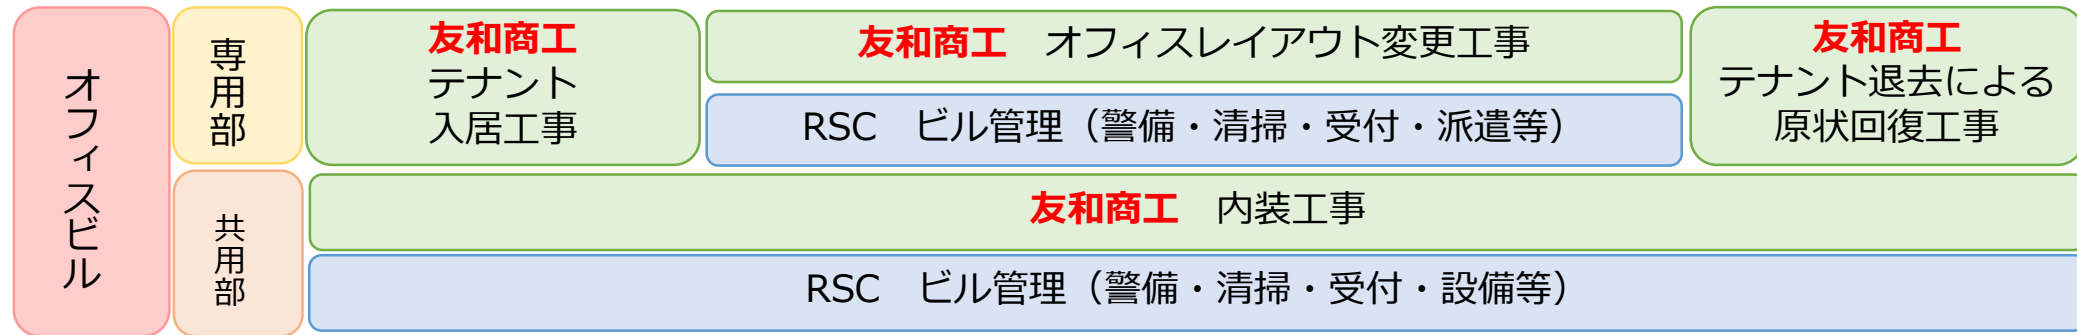 オフィスビル
専用部
友和商工
テナント
入居工事
友和商工　オフィスレイアウト変更工事
RSC　ビル管理（警備・清掃・受付・派遣等）
友和商工
テナント退去による
原状回復工事
共用部
友和商工　内装工事
RSC　ビル管理（警備・清掃・受付・設備等）